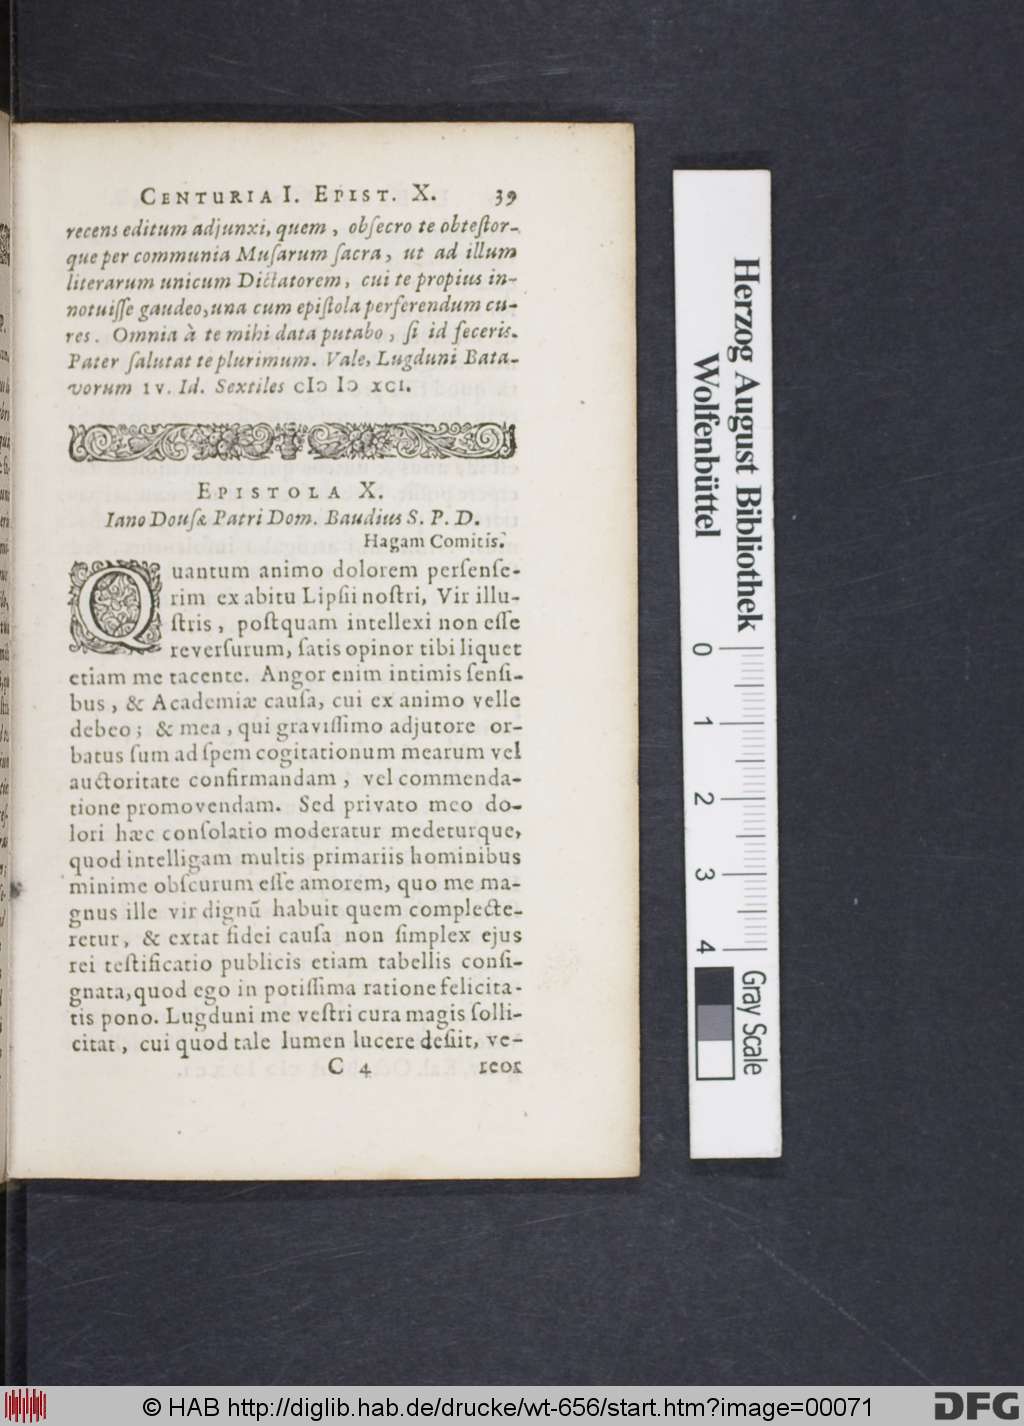 CENTURIA I. EPIST. X. 39
recens editum adjunxi, quem, obſecro te obteſtor-
que per communia Muſarum ſacra, ut ad illum
literarum unicum Dictatorem, cui te propius in-
notuiſſe gaudeo, una cum epiſtola perferendum cu-
res. Omnia à te mihi data putabo, ſi id feceris.
Pater ſalutat te plurimum. Vale, Lugduni Bata-
vorum IV. Id. Sextiles cIↄ Iↄ XCI.
EPISTOLA X.
Iano Douſæ Patri Dom. Baudius S. P. D.
Hagam Comitis.
Quantum animo dolorem perſenſe-
rim ex abitu Lipſii noſtri, Vir illu-
ſtris, poſtquam intellexi non eſſe
reverſurum, ſatis opinor tibi liquet
etiam me tacente. Angor enim intimis ſenſi-
bus, & Academiæ cauſa, cui ex animo velle
debeo; & mea, qui graviſſimo adjutore or-
batus ſum ad ſpem cogitationum mearum vel
auctoritate confirmandam, vel commenda-
tione promovendam. Sed privato meo do-
lori hæc conſolatio moderatur medeturque,
quod intelligam multis primariis hominibus
minime obſcurum eſſe amorem, quo me ma-
gnus ille vir dignũ habuit quem complecte-
retur, & extat fidei cauſa non ſimplex ejus
rei teſtificatio publicis etiam tabellis conſi-
gnata, quod ego in potiſſima ratione felicita-
tis pono. Lugduni me veſtri cura magis ſolli-
citat, cui quod tale lumen lucere deſiit, ve-
C 4 reor
Herzog August Bibliothek
Wolfenbüttel
0 1 2 3 4
Gray Scale
© HAB http://diglib.hab.de/drucke/wt-656/start.htm?image=00071
DFG